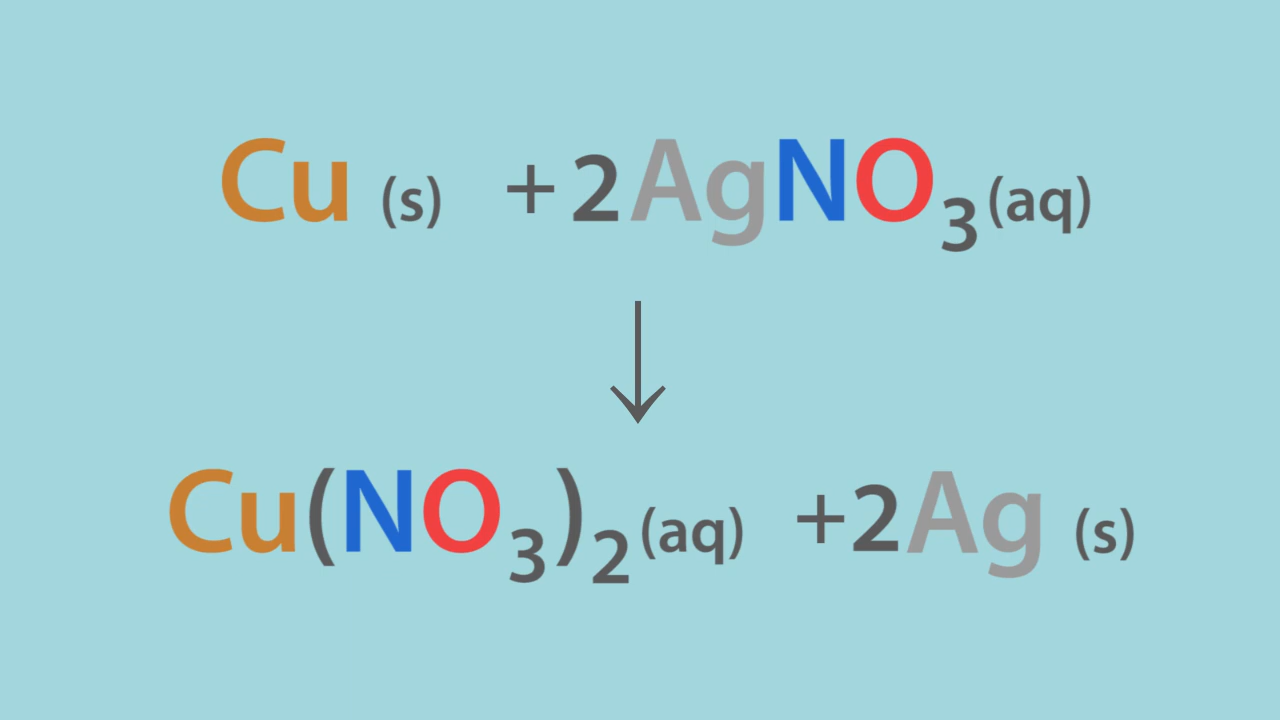 Cu (s) + 2AgNO₃(aq)
↓
Cu(NO₃)₂(aq) +2Ag (s)